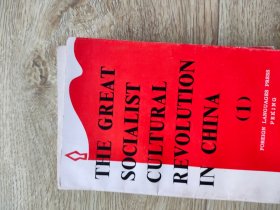 THE GREAT
SOCIALIST
CULTURAL
REVOLUTION
IN CHINA
(1)
FOREIGN LANGUAGES PRESS
PEKING